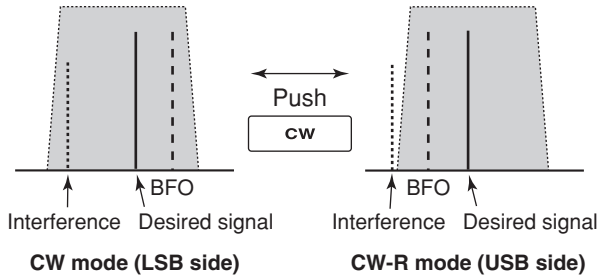 Push
CW
BFO
Interference Desired signal
CW mode (LSB side)
BFO
Interference Desired signal
CW-R mode (USB side)